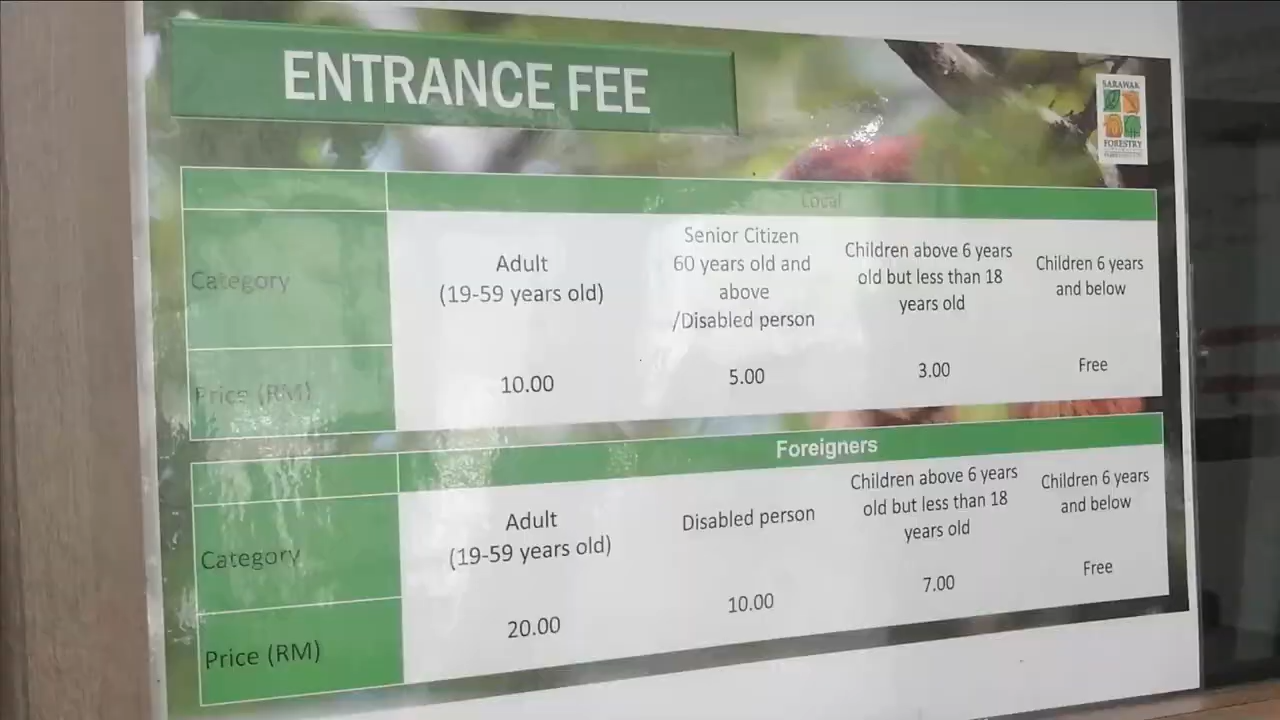 ENTRANCE FEE
SARAWAK
FORESTRY
Local
Category
Adult
(19-59 years old)
Senior Citizen
60 years old and
above
/Disabled person
Children above 6 years
old but less than 18
years old
Children 6 years
and below
Price (RM)
10.00
5.00
3.00
Free
Foreigners
Category
Adult
(19-59 years old)
Disabled person
Children above 6 years
old but less than 18
years old
Children 6 years
and below
Price (RM)
20.00
10.00
7.00
Free